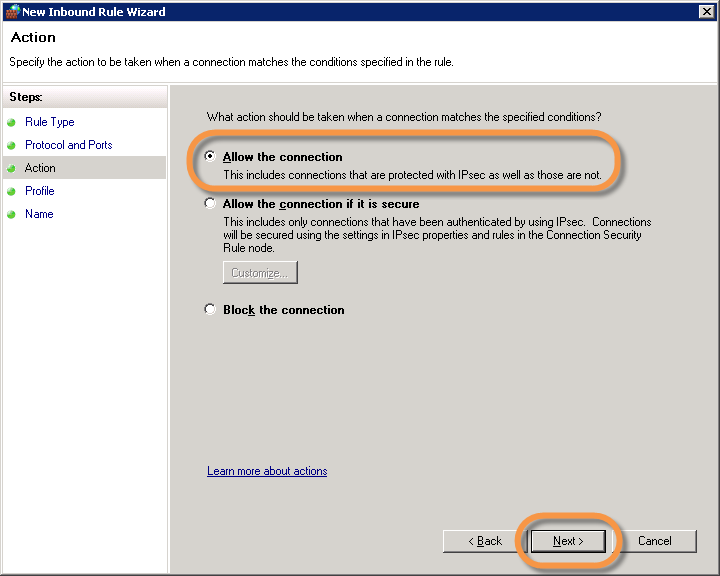 New Inbound Rule Wizard
Action
Specify the action to be taken when a connection matches the conditions specified in the rule.
Steps:
Rule Type
Protocol and Ports
Action
Profile
Name
What action should be taken when a connection matches the specified conditions?
Allow the connection
This includes connections that are protected with IPsec as well as those are not.
Allow the connection if it is secure
This includes only connections that have been authenticated by using IPsec. Connections
will be secured using the settings in IPsec properties and rules in the Connection Security
Rule node.
Customize...
Block the connection
Learn more about actions
< Back
Next >
Cancel